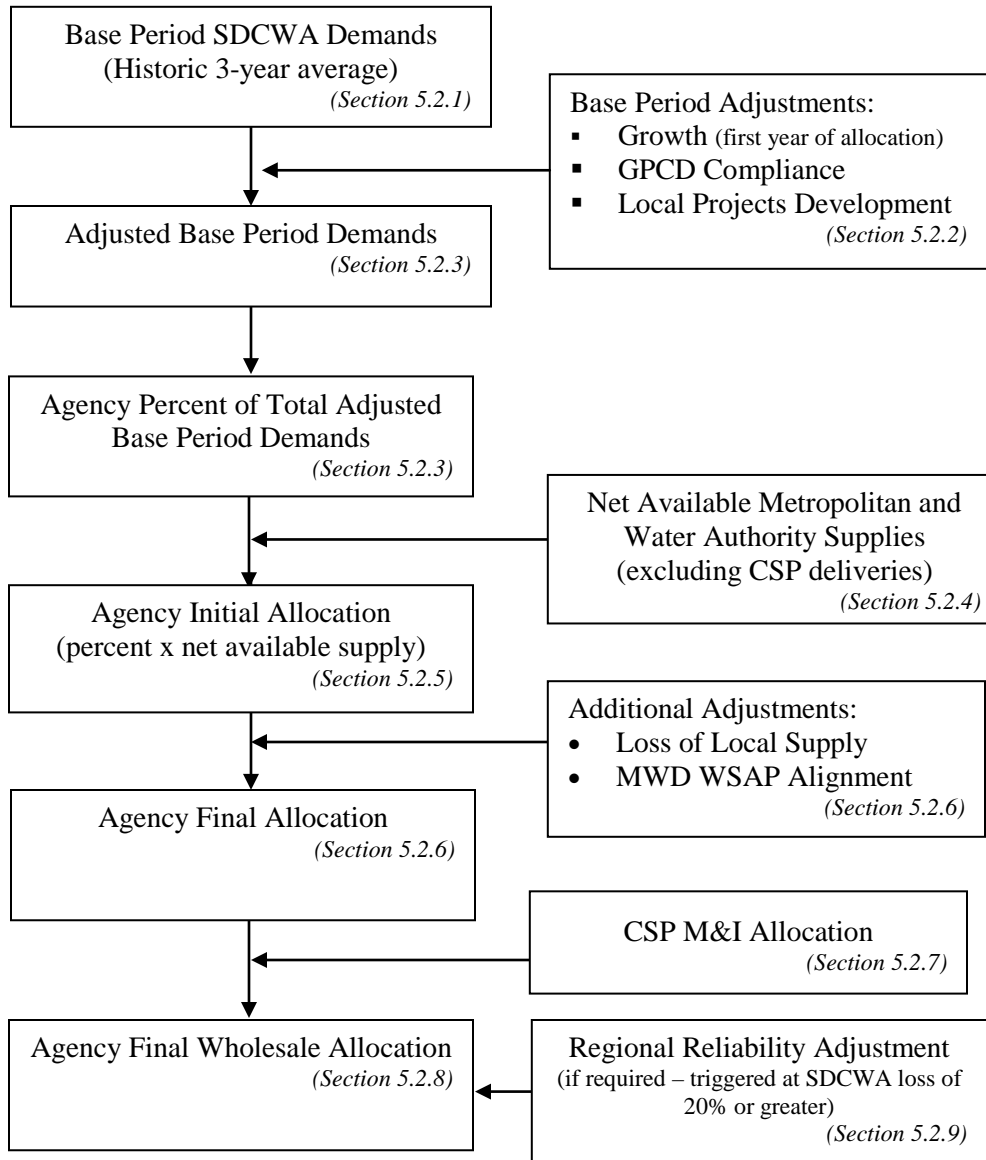 Base Period SDCWA Demands
(Historic 3-year average)
(Section 5.2.1)
Base Period Adjustments:
▪ Growth (first year of allocation)
▪ GPCD Compliance
▪ Local Projects Development
(Section 5.2.2)
Adjusted Base Period Demands
(Section 5.2.3)
Agency Percent of Total Adjusted
Base Period Demands
(Section 5.2.3)
Net Available Metropolitan and
Water Authority Supplies
(excluding CSP deliveries)
(Section 5.2.4)
Agency Initial Allocation
(percent x net available supply)
(Section 5.2.5)
Additional Adjustments:
• Loss of Local Supply
• MWD WSAP Alignment
(Section 5.2.6)
Agency Final Allocation
(Section 5.2.6)
CSP M&I Allocation
(Section 5.2.7)
Agency Final Wholesale Allocation
(Section 5.2.8)
Regional Reliability Adjustment
(if required – triggered at SDCWA loss of
20% or greater)
(Section 5.2.9)